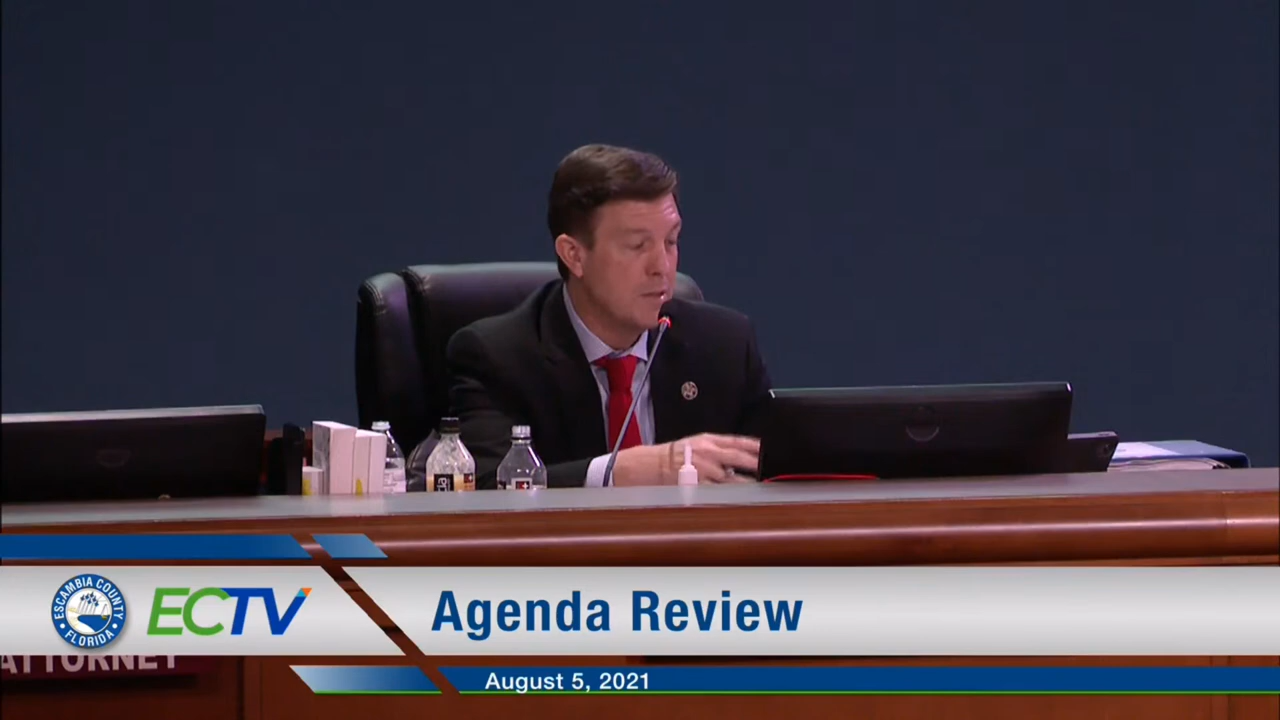 ESCAMBIA COUNTY
FLORIDA
ECTV
Agenda Review
ATTORNEY
August 5, 2021